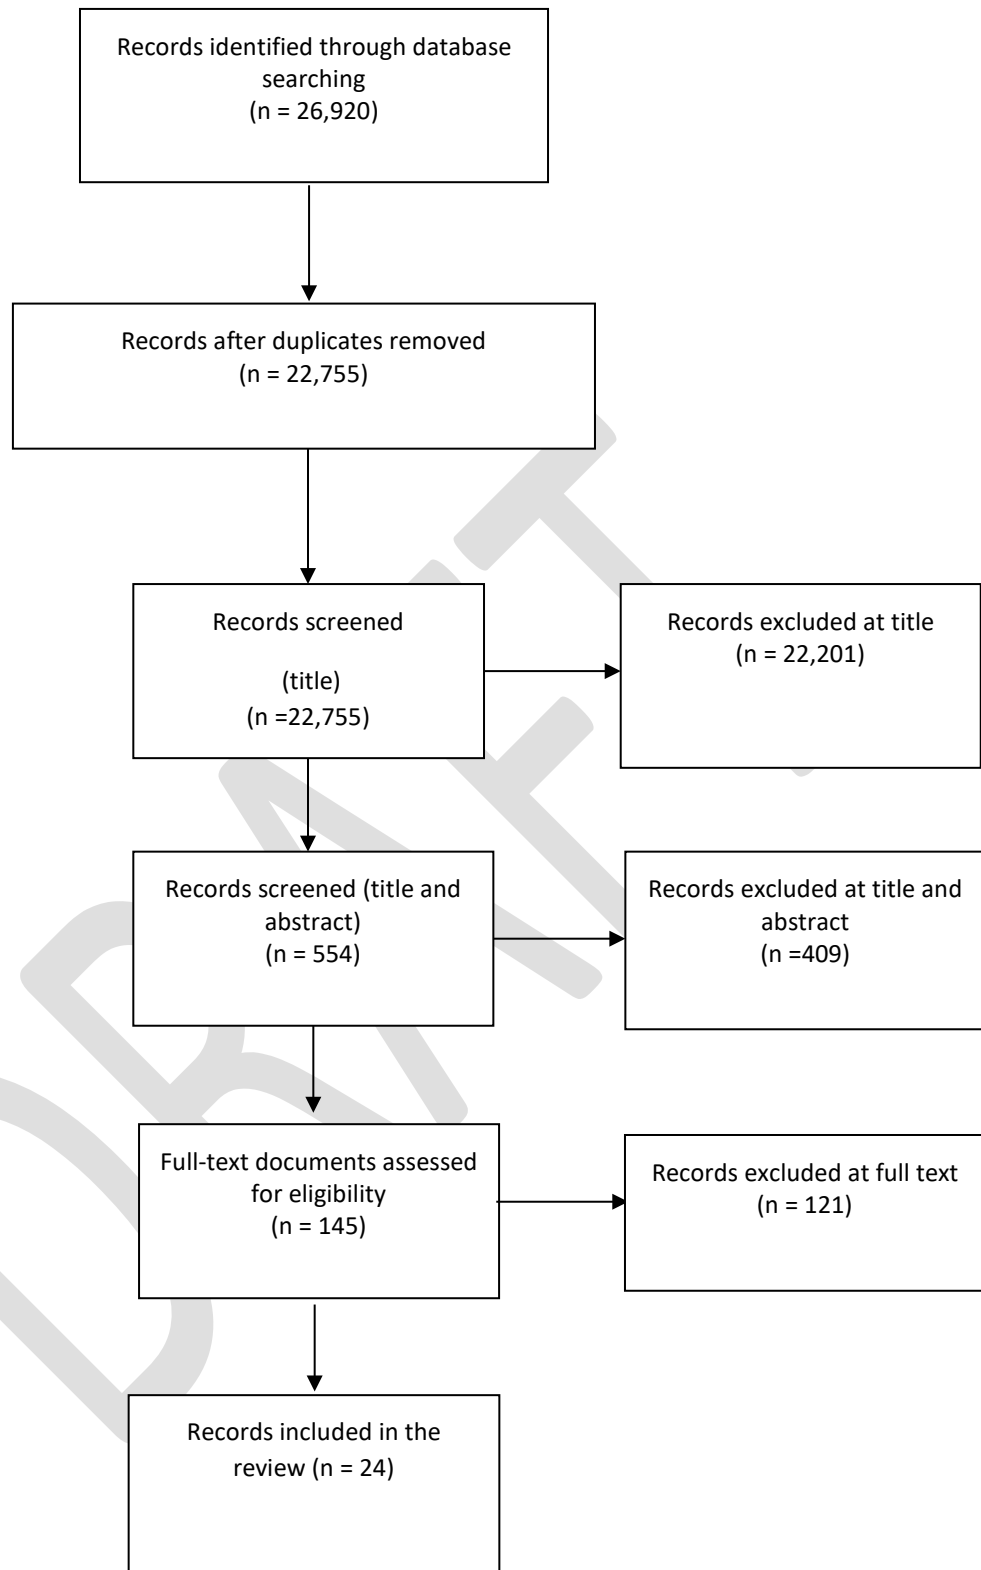 Records identified through database
searching
(n = 26,920)
Records after duplicates removed
(n = 22,755)
Records screened
(title)
(n =22,755)
Records excluded at title
(n = 22,201)
Records screened (title and
abstract)
(n = 554)
Records excluded at title and
abstract
(n =409)
Full-text documents assessed
for eligibility
(n = 145)
Records excluded at full text
(n = 121)
Records included in the
review (n = 24)
DRAFT